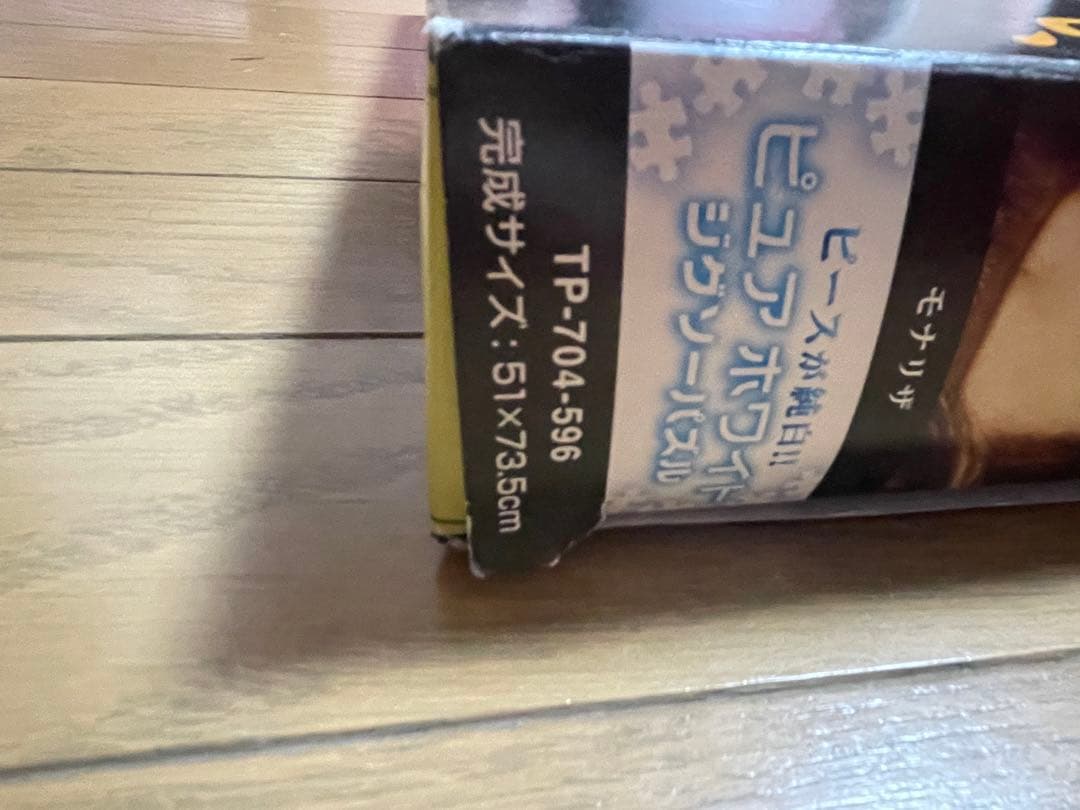 モナリザ
ピースが純白!!
ピュア ホワイト
ジグソーパズル
TP-704-596
完成サイズ：51×73.5cm